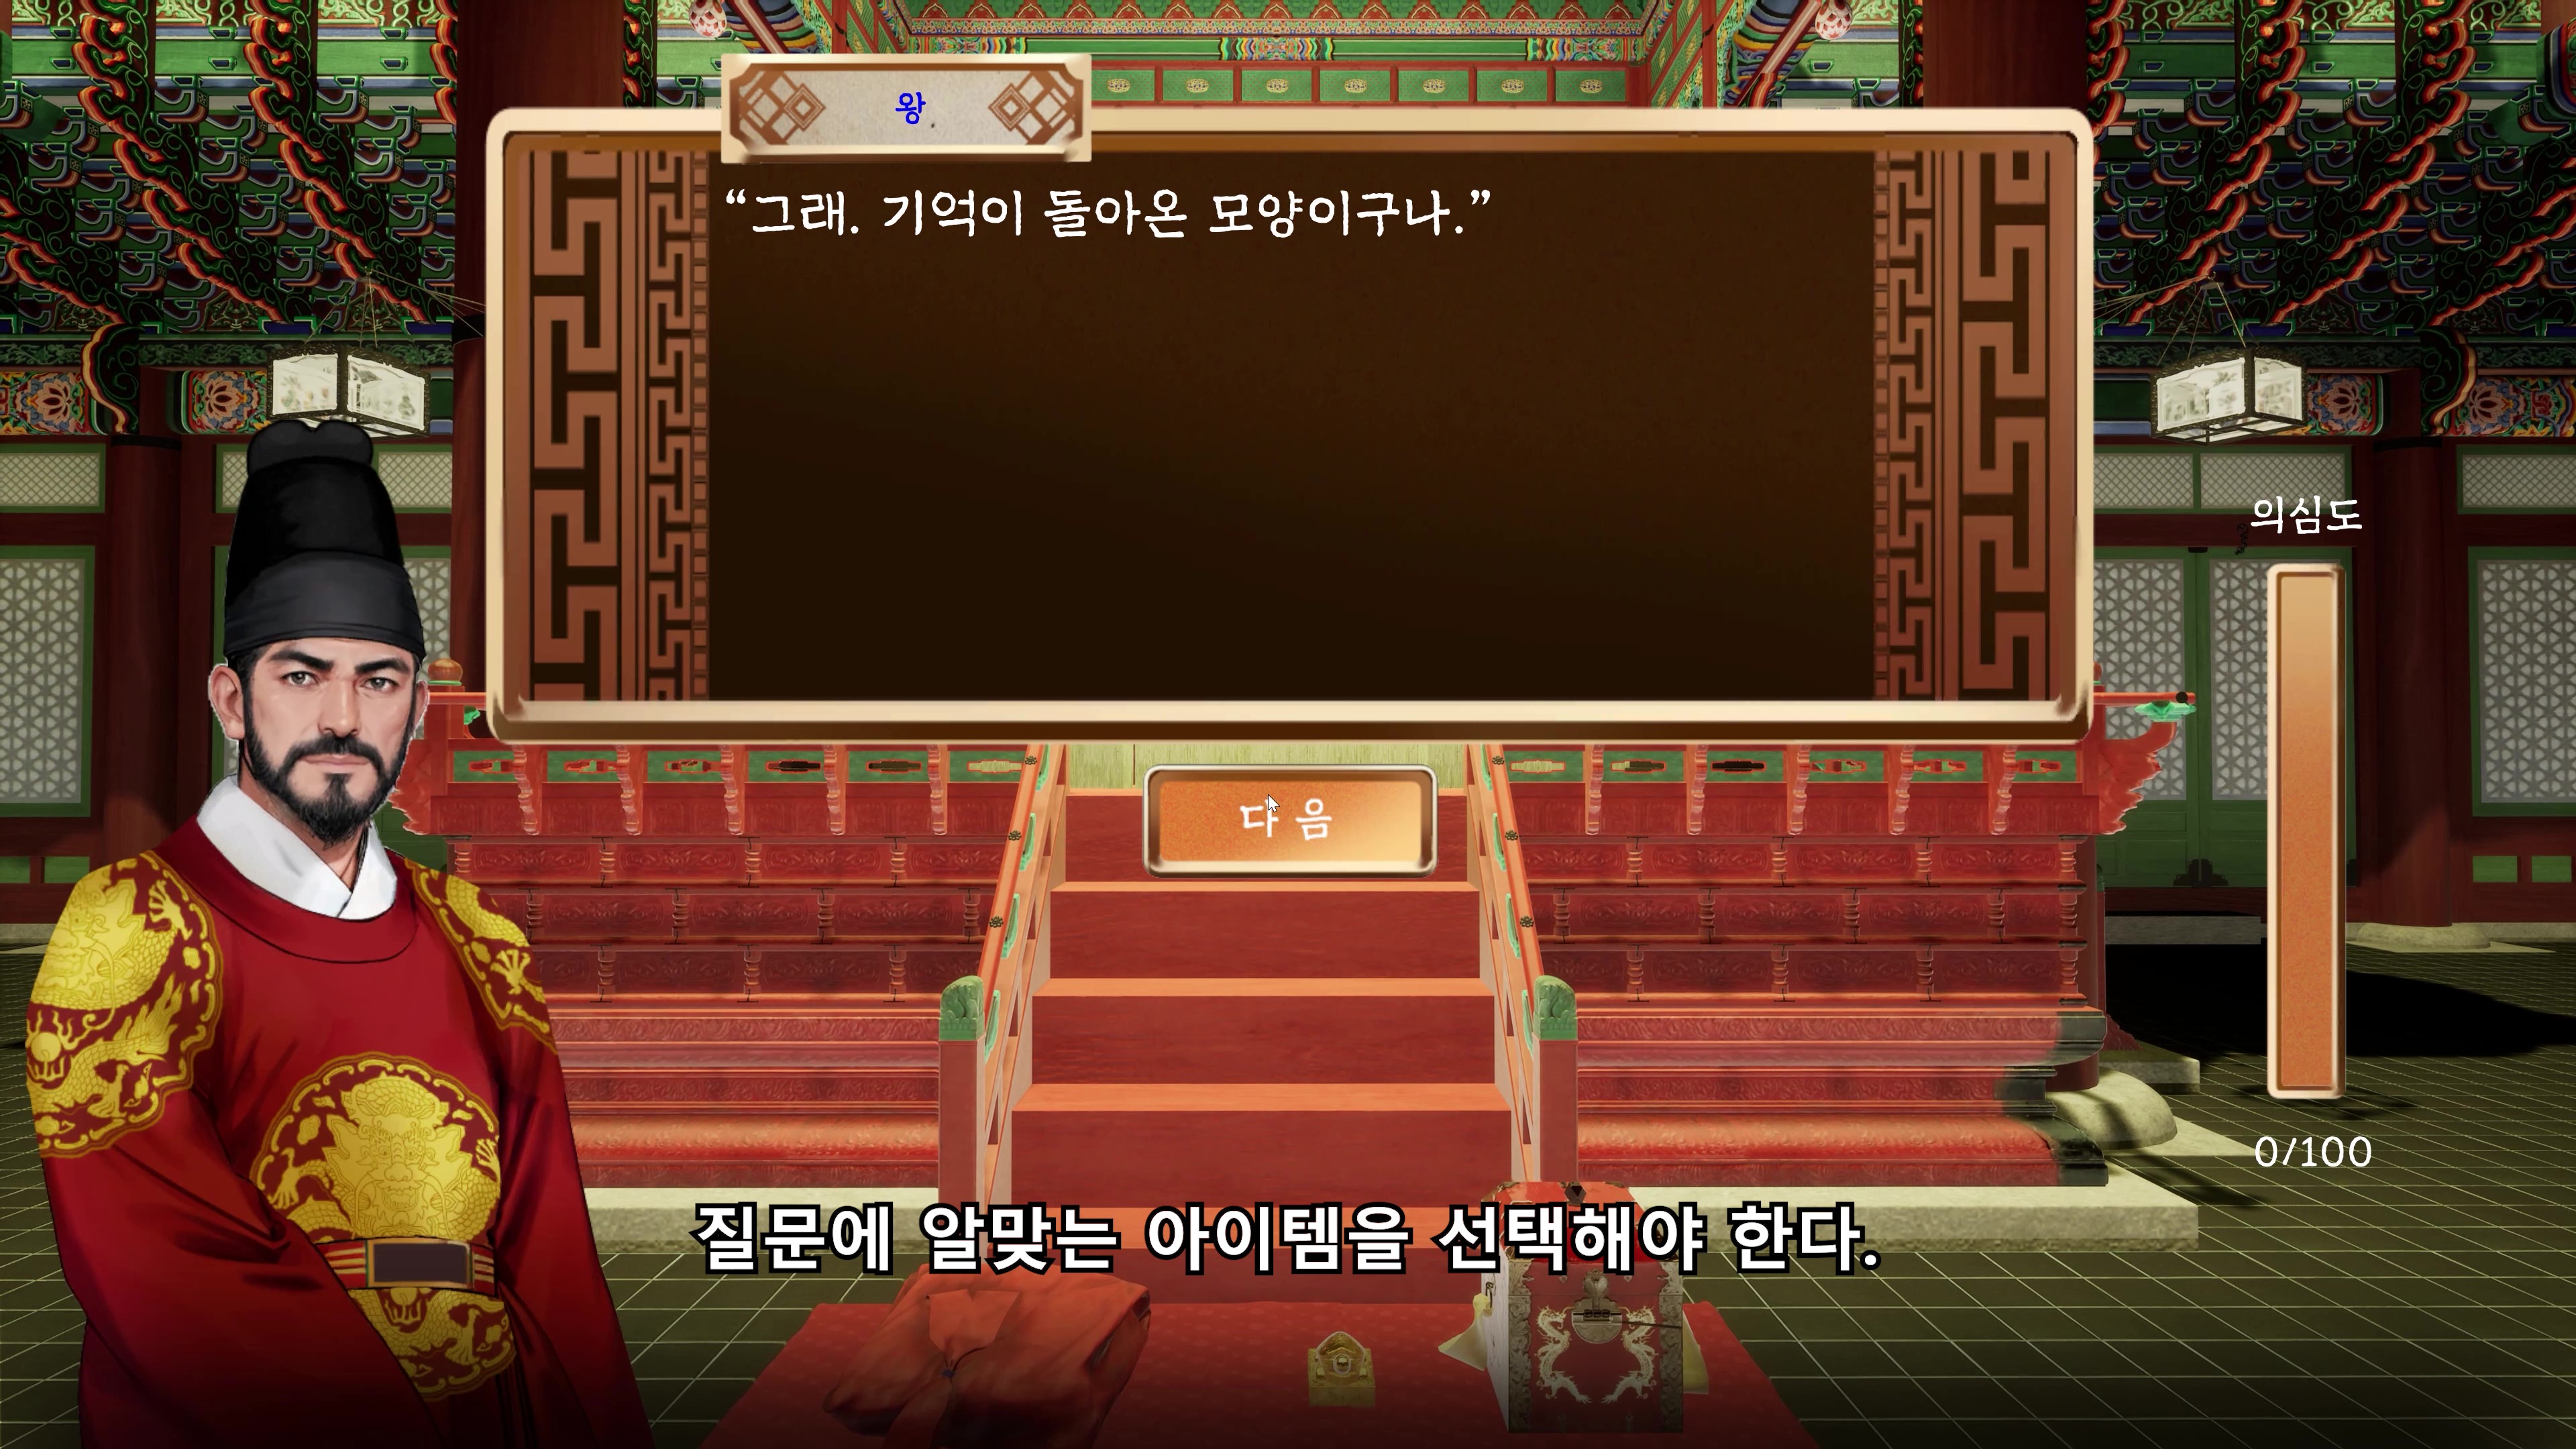 왕
“그래. 기억이 돌아온 모양이구나.”
의심도
다음
0/100
질문에 알맞는 아이템을 선택해야 한다.